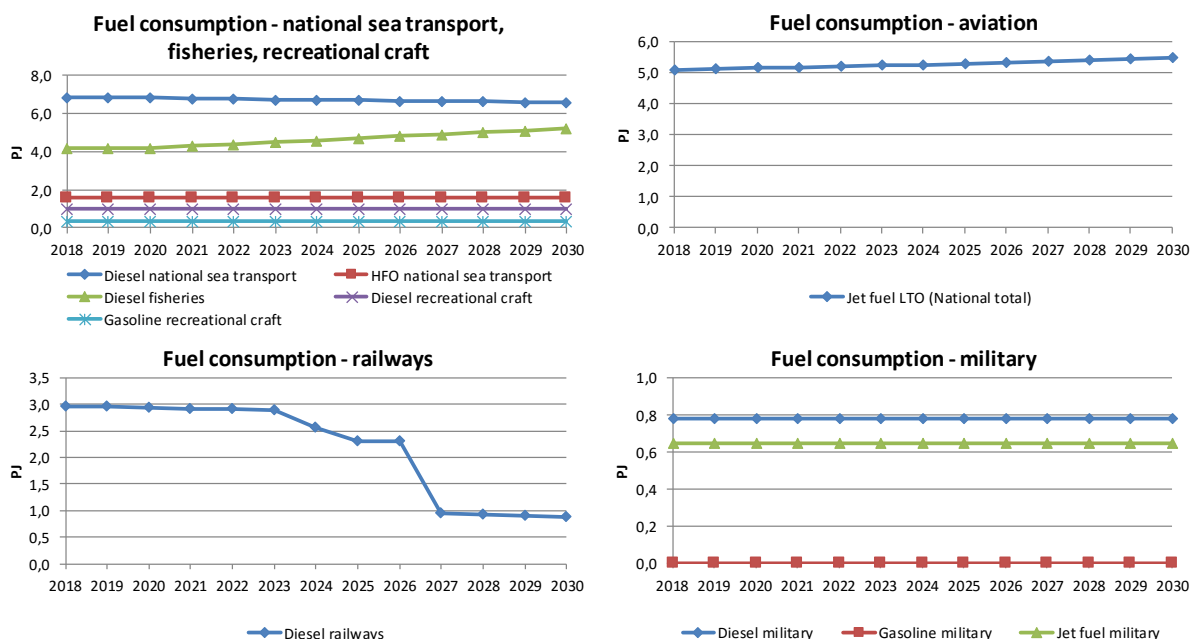 Fuel consumption - national sea transport,
fisheries, recreational craft
8,0
6,0
4,0
2,0
0,0
PJ
2018 2019 2020 2021 2022 2023 2024 2025 2026 2027 2028 2029 2030
Diesel national sea transport HFO national sea transport
Diesel fisheries Diesel recreational craft
Gasoline recreational craft
Fuel consumption - aviation
6,0
5,0
4,0
3,0
2,0
1,0
0,0
PJ
2018 2019 2020 2021 2022 2023 2024 2025 2026 2027 2028 2029 2030
Jet fuel LTO (National total)
Fuel consumption - railways
3,5
3,0
2,5
2,0
1,5
1,0
0,5
0,0
PJ
2018 2019 2020 2021 2022 2023 2024 2025 2026 2027 2028 2029 2030
Diesel railways
Fuel consumption - military
1,0
0,8
0,6
0,4
0,2
0,0
PJ
2018 2019 2020 2021 2022 2023 2024 2025 2026 2027 2028 2029 2030
Diesel military Gasoline military Jet fuel military